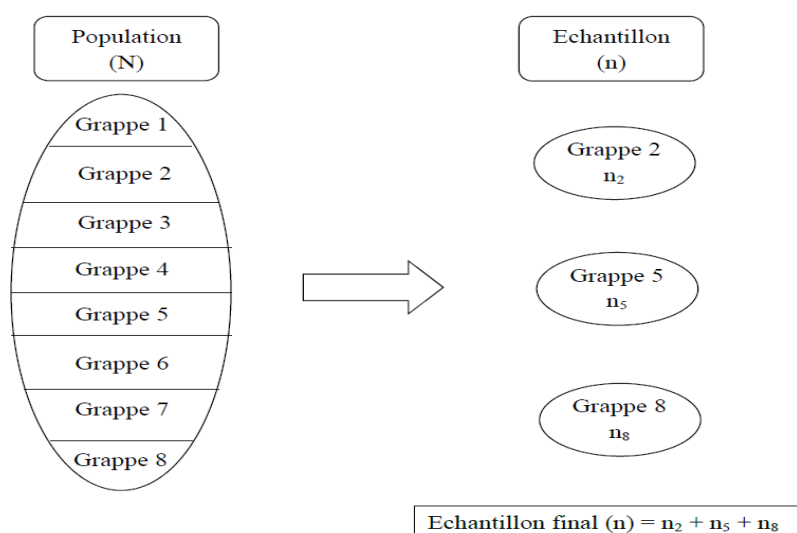 Population
(N)
Grappe 1
Grappe 2
Grappe 3
Grappe 4
Grappe 5
Grappe 6
Grappe 7
Grappe 8
Echantillon
(n)
Grappe 2
n₂
Grappe 5
n₅
Grappe 8
n₈
Echantillon final (n) = n₂ + n₅ + n₈